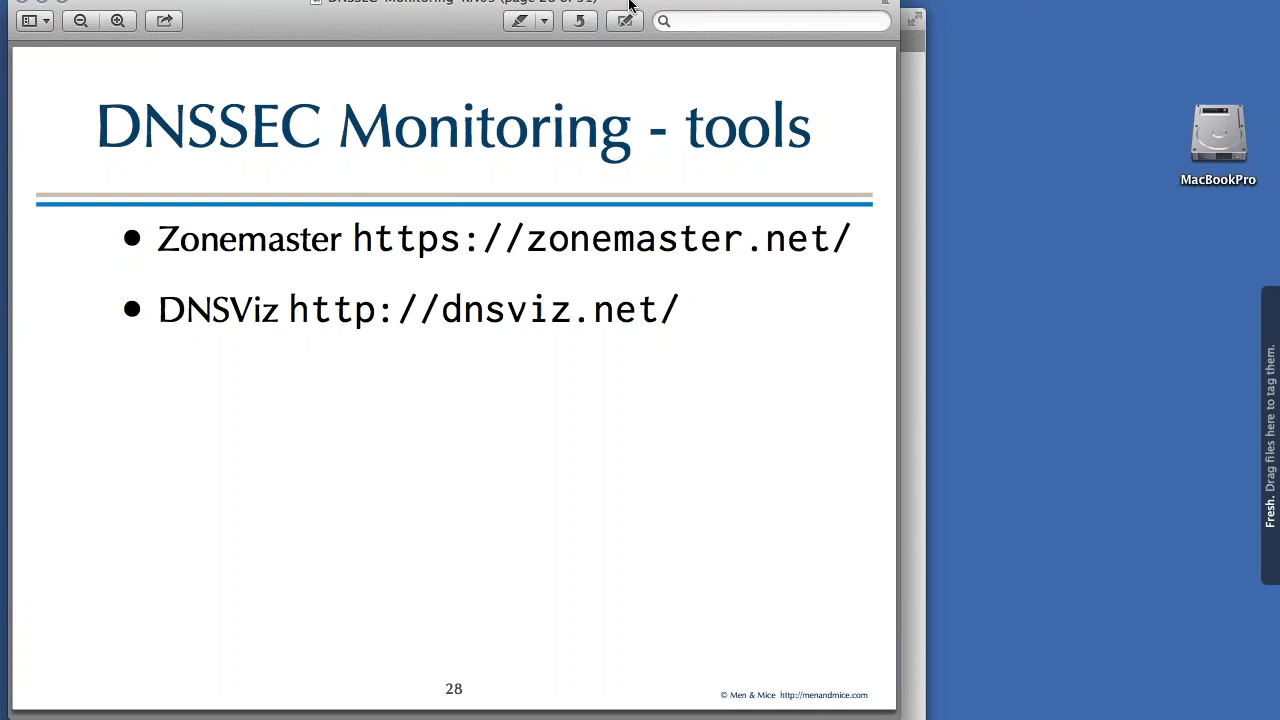 DNSSEC Monitoring - tools
• Zonemaster https://zonemaster.net/
• DNSViz http://dnsviz.net/
28
© Men & Mice http://menandmice.com
MacBookPro
Fresh. Drag files here to tag them.